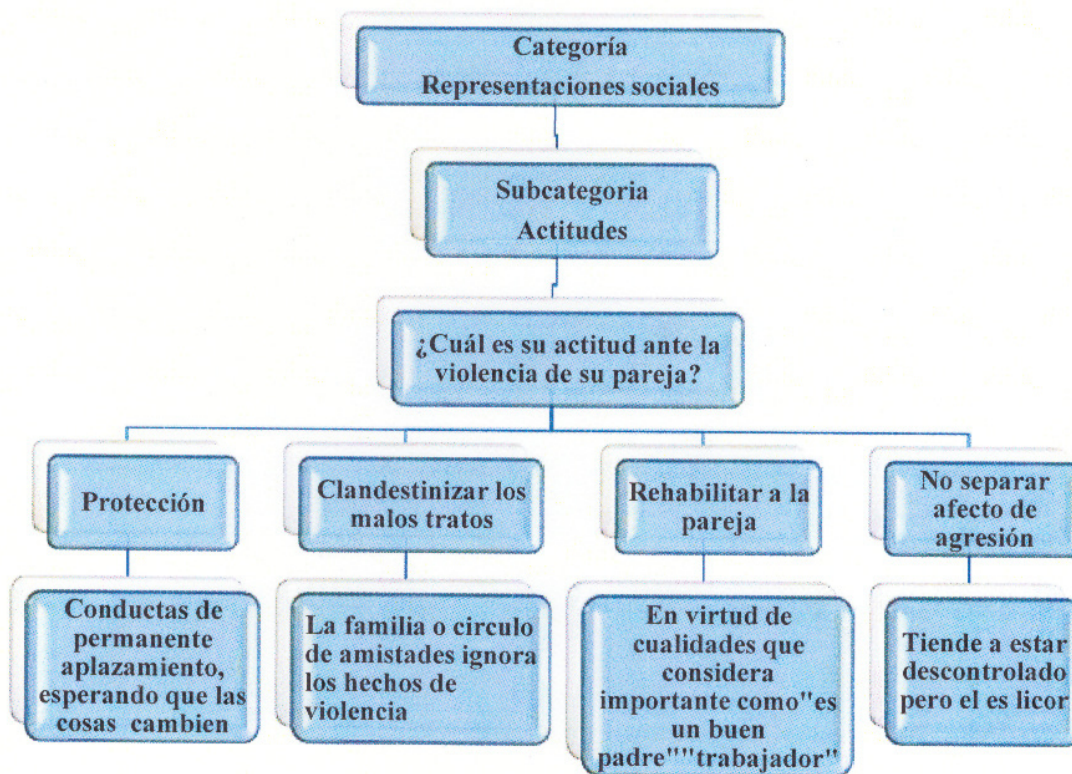 Categoría
Representaciones sociales
Subcategoria
Actitudes
¿Cuál es su actitud ante la
violencia de su pareja?
Protección
Clandestinizar los
malos tratos
Rehabilitar a la
pareja
No separar
afecto de
agresión
Conductas de
permanente
aplazamiento,
esperando que las
cosas cambien
La familia o circulo
de amistades ignora
los hechos de
violencia
En virtud de
cualidades que
considera
importante como"es
un buen
padre""trabajador"
Tiende a estar
descontrolado
pero el es licor